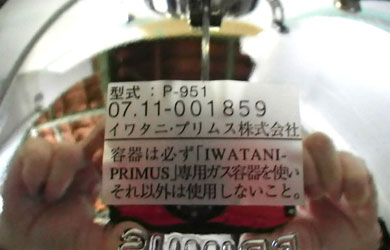 型式：P-951
07.11-001859
イワタニ・プリムス株式会社
容器は必ず「IWATANI-
PRIMUS」専用ガス容器を使い
それ以外は使用しないこと。